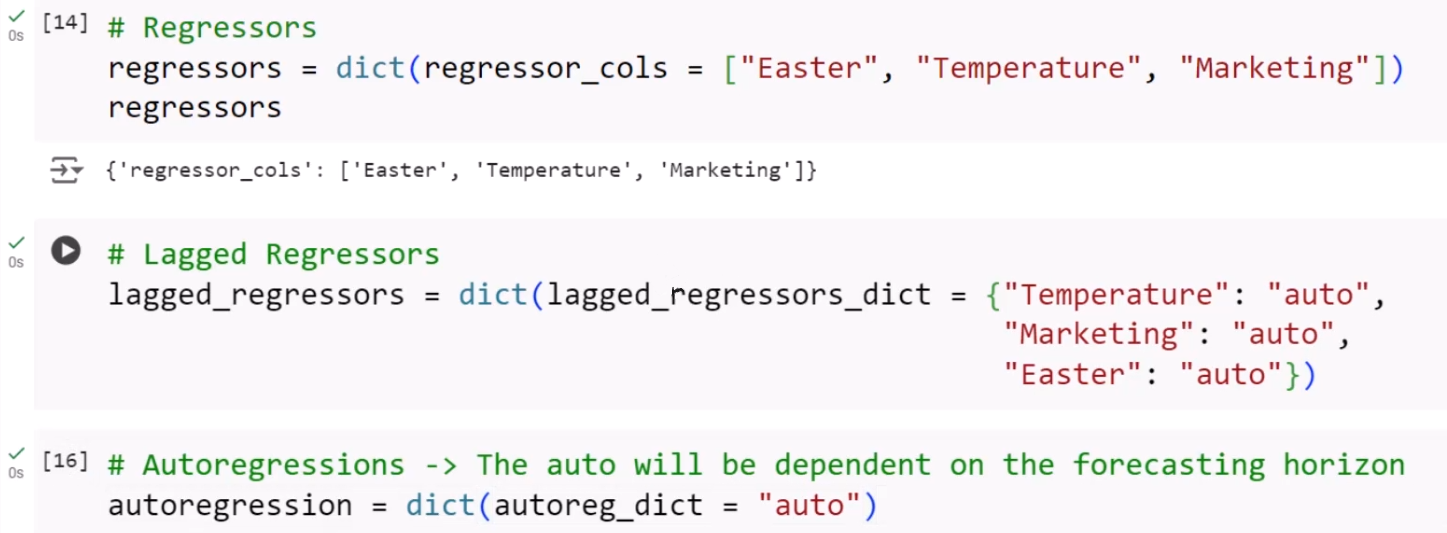 0s [14] # Regressors
regressors = dict(regressor_cols = ["Easter", "Temperature", "Marketing"])
regressors
{'regressor_cols': ['Easter', 'Temperature', 'Marketing']}
0s # Lagged Regressors
lagged_regressors = dict(lagged_regressors_dict = {"Temperature": "auto",
"Marketing": "auto",
"Easter": "auto"})
0s [16] # Autoregressions -> The auto will be dependent on the forecasting horizon
autoregression = dict(autoreg_dict = "auto")